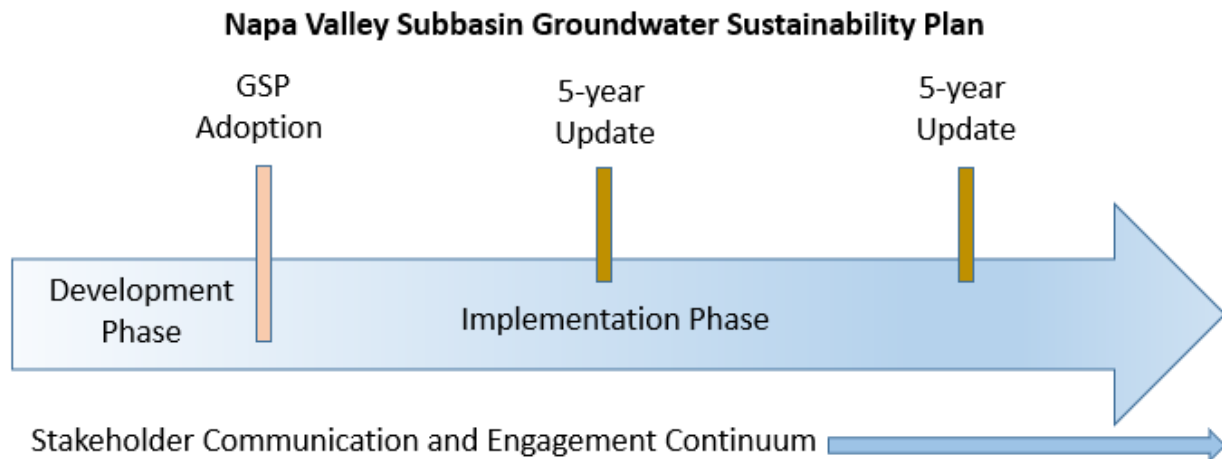 Napa Valley Subbasin Groundwater Sustainability Plan
GSP
Adoption
5-year
Update
5-year
Update
Development
Phase
Implementation Phase
Stakeholder Communication and Engagement Continuum